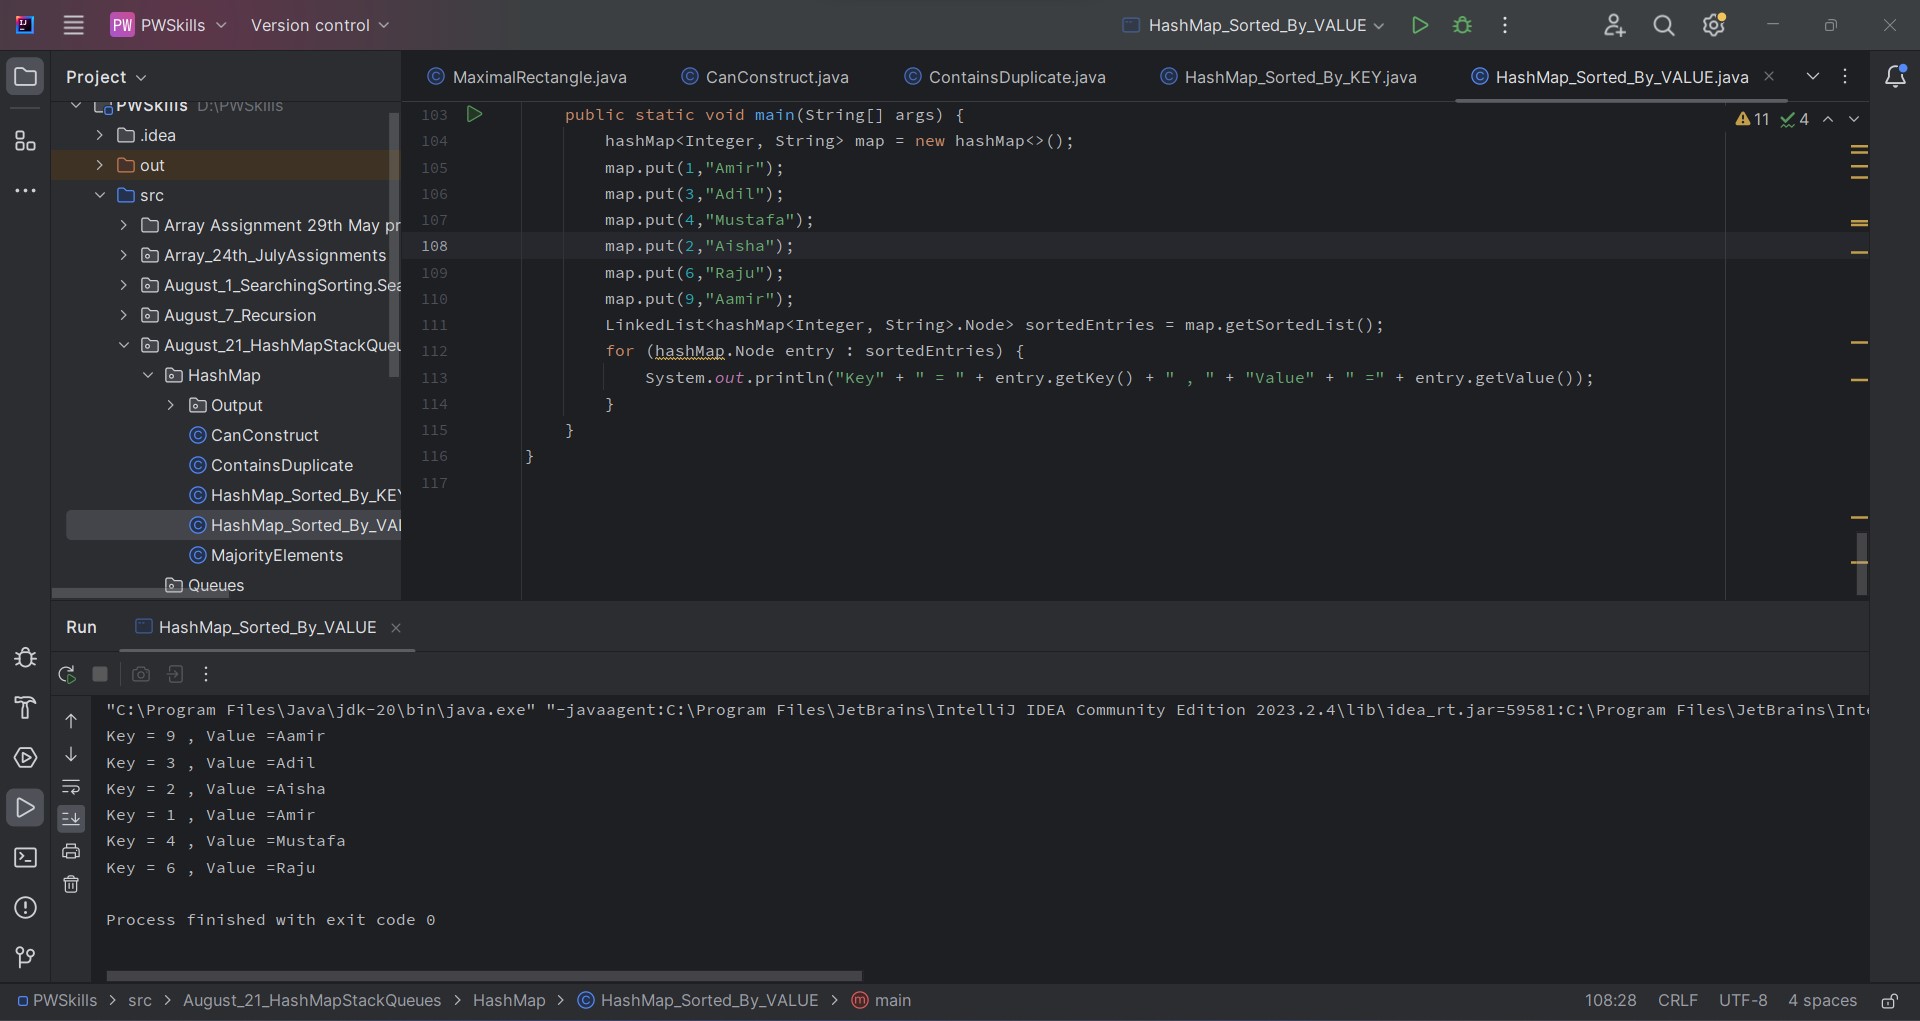 PW PWSkills Version control HashMap_Sorted_By_VALUE
Project
MaximalRectangle.java CanConstruct.java ContainsDuplicate.java HashMap_Sorted_By_KEY.java HashMap_Sorted_By_VALUE.java
PWSkills D:\PWSkills
.idea
out
src
Array Assignment 29th May pr
Array_24th_JulyAssignments
August_1_SearchingSorting.Sea
August_7_Recursion
August_21_HashMapStackQueu
HashMap
Output
CanConstruct
ContainsDuplicate
HashMap_Sorted_By_KEY
HashMap_Sorted_By_VAL
MajorityElements
Queues
103 public static void main(String[] args) {
104 hashMap<Integer, String> map = new hashMap<>();
105 map.put(1,"Amir");
106 map.put(3,"Adil");
107 map.put(4,"Mustafa");
108 map.put(2,"Aisha");
109 map.put(6,"Raju");
110 map.put(9,"Aamir");
111 LinkedList<hashMap<Integer, String>.Node> sortedEntries = map.getSortedList();
112 for (hashMap.Node entry : sortedEntries) {
113 System.out.println("Key" + " = " + entry.getKey() + " , " + "Value" + " =" + entry.getValue());
114 }
115 }
116 }
117
11 4
Run HashMap_Sorted_By_VALUE
"C:\Program Files\Java\jdk-20\bin\java.exe" "-javaagent:C:\Program Files\JetBrains\IntelliJ IDEA Community Edition 2023.2.4\lib\idea_rt.jar=59581:C:\Program Files\JetBrains\Inte
Key = 9 , Value =Aamir
Key = 3 , Value =Adil
Key = 2 , Value =Aisha
Key = 1 , Value =Amir
Key = 4 , Value =Mustafa
Key = 6 , Value =Raju
Process finished with exit code 0
PWSkills > src > August_21_HashMapStackQueues > HashMap > HashMap_Sorted_By_VALUE > main
108:28 CRLF UTF-8 4 spaces